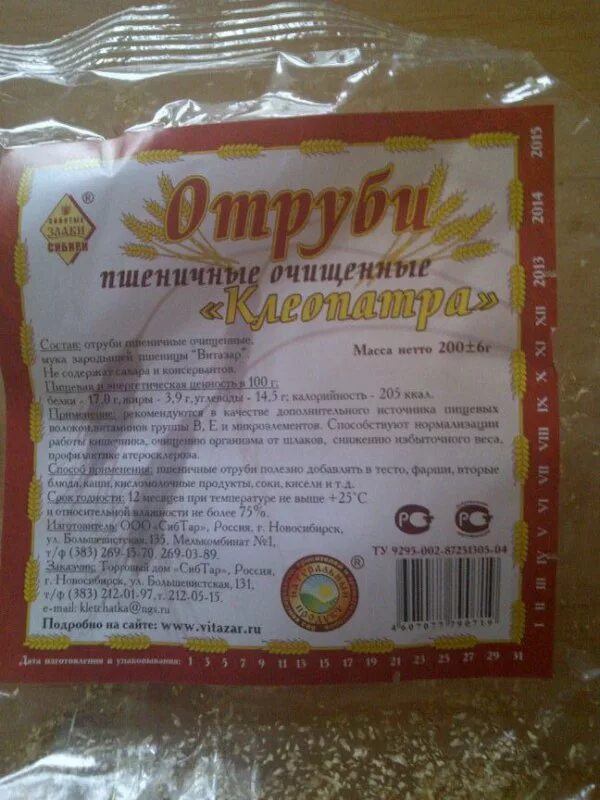 ЗОЛОТЫЕ
ЗЛАКИ
СИБИРИ
®
Отруби
пшеничные очищенные
«Клеопатра»
Состав: отруби пшеничные очищенные,
мука зародышей пшеницы "Витазар".
Не содержат сахара и консервантов.
Масса нетто 200±6г
Пищевая и энергетическая ценность в 100 г:
белки - 17,0 г, жиры - 3,9 г, углеводы - 14,3 г; калорийность - 205 ккал.
Применение: рекомендуются в качестве дополнительного источника пищевых
волокон, витаминов группы В, Е и микроэлементов. Способствуют нормализации
работы кишечника, очищению организма от шлаков, снижению избыточного веса,
профилактике атеросклероза.
Способ применения: пшеничные отруби полезно добавлять в тесто, фарши, вторые
блюда, каши, кисломолочные продукты, соки, кисели и т.д.
Срок годности: 12 месяцев при температуре не выше +25°С
и относительной влажности не более 75%.
Изготовитель: ООО «СибТар», Россия, г. Новосибирск,
ул. Большевистская, 135, Мелькомбинат №1,
т/ф (383) 269-15-70, 269-03-89.
Заказчик: Торговый дом «СибТар», Россия,
г. Новосибирск, ул. Большевистская, 131,
т/ф (383) 212-01-97, т. 212-05-15.
e-mail: kletchatka@ngs.ru
Подробно на сайте: www.vitazar.ru
НАТУРАЛЬНЫЙ
ТУ 9295-002-87251305-04
4607077790719
Дата изготовления и упаковывания: 1 3 5 7 9 11 13 15 17 19 21 23 25 27 29 31
I II III IV V VI VII VIII IX X XI XII 2013 2014 2015